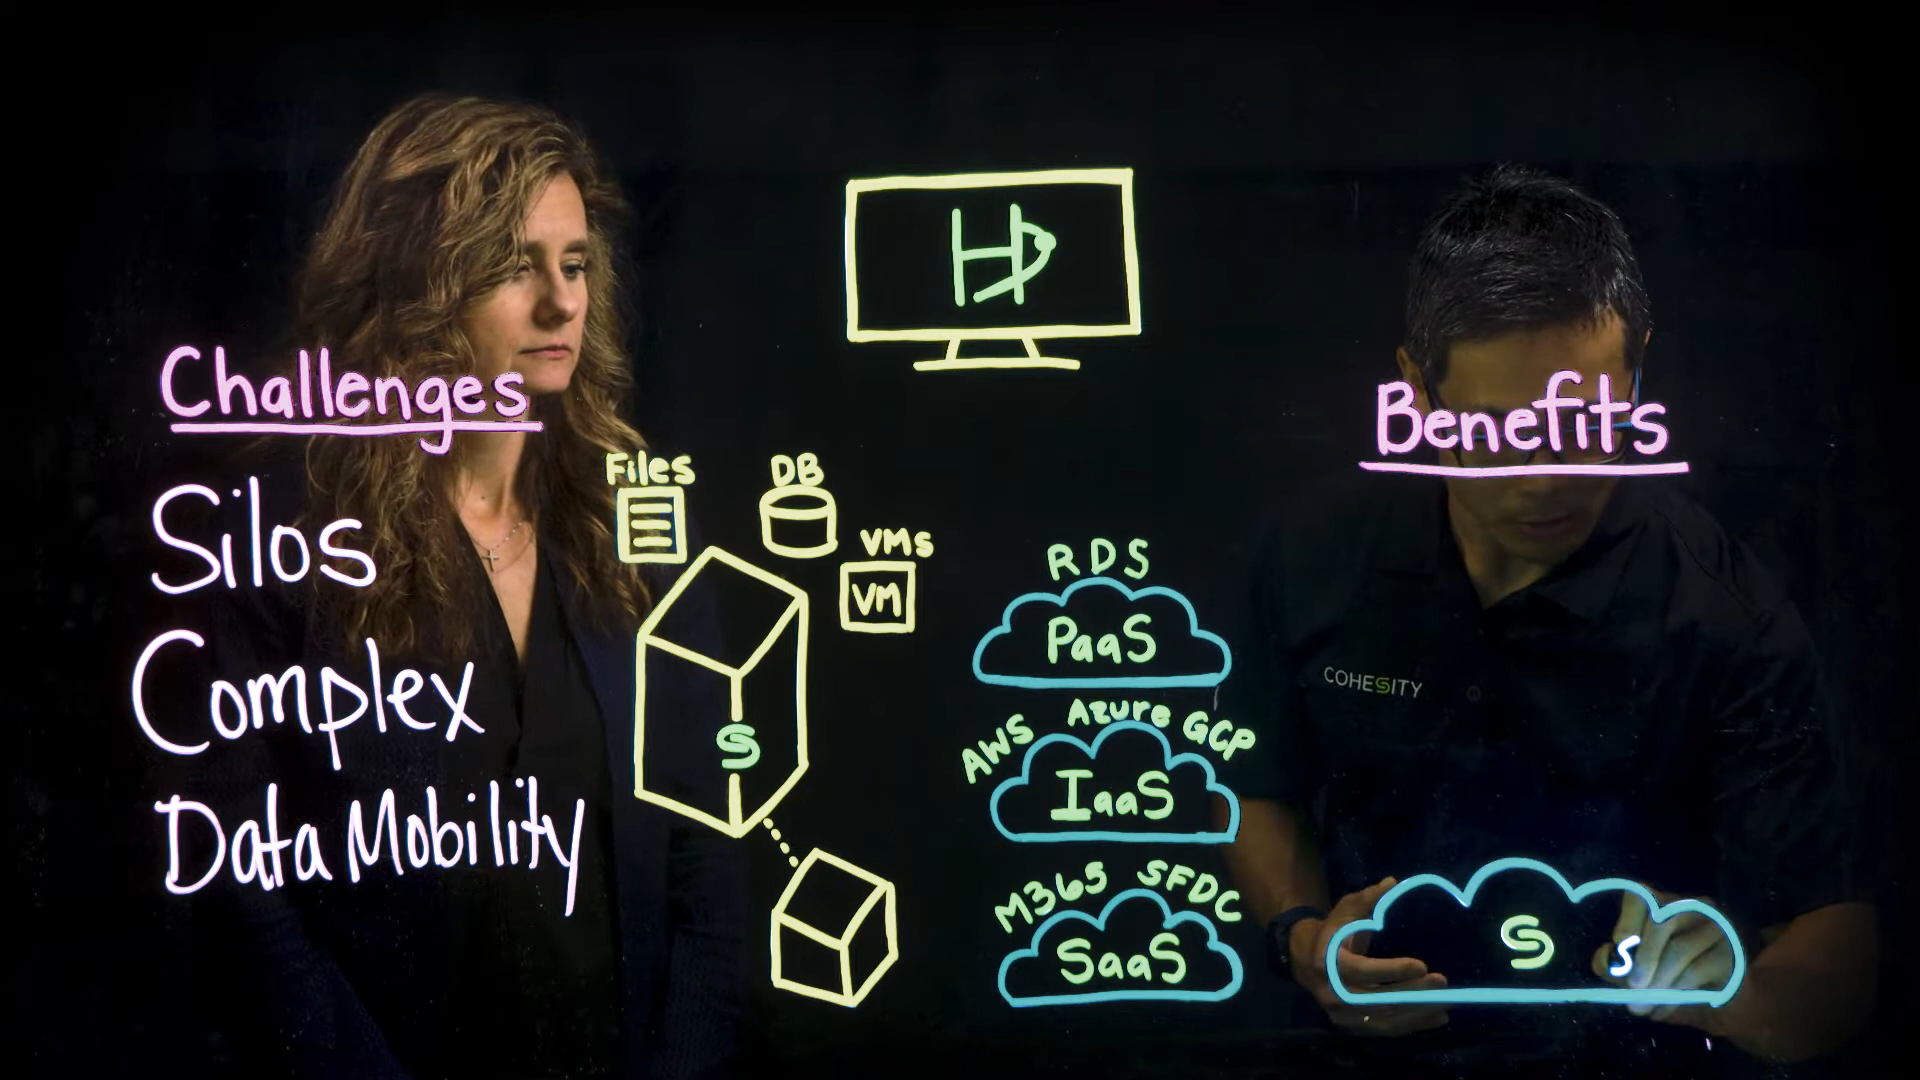 Challenges
Silos
Complex
Data Mobility
Files
DB
VMs
VM
S
RDS
PaaS
AWS Azure GCP
IaaS
M365 SFDC
SaaS
Benefits
COHESITY
S S